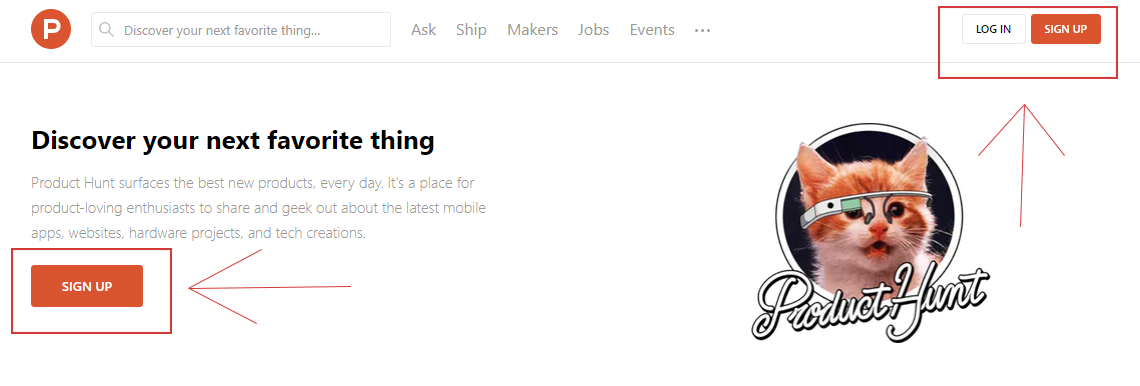 P
Discover your next favorite thing...
Ask Ship Makers Jobs Events
LOG IN SIGN UP
Discover your next favorite thing
Product Hunt surfaces the best new products, every day. It's a place for
product-loving enthusiasts to share and geek out about the latest mobile
apps, websites, hardware projects, and tech creations.
SIGN UP
Product Hunt